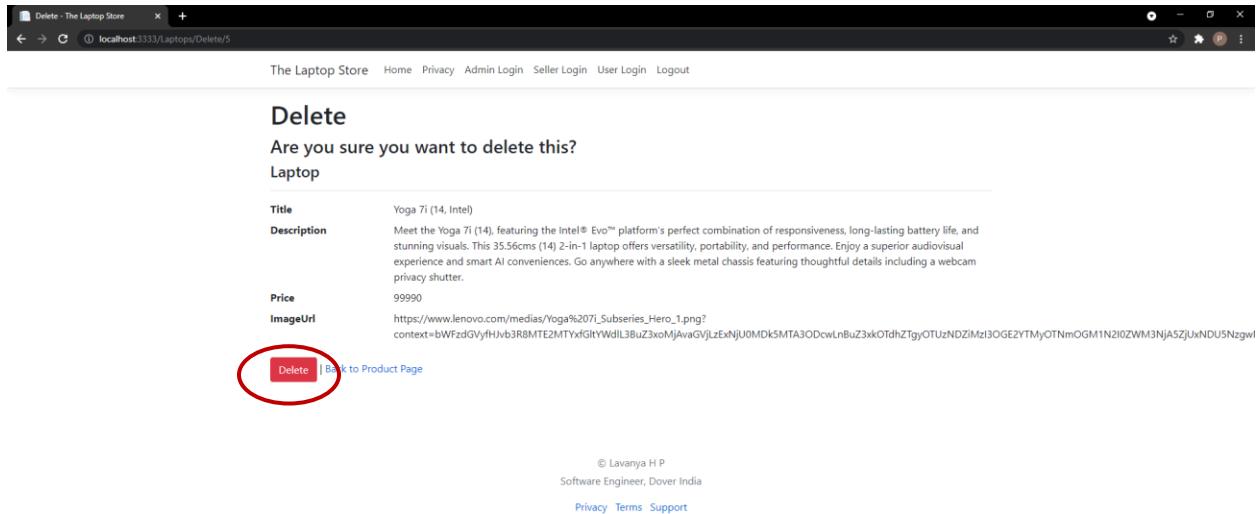 Delete - The Laptop Store
localhost:3333/Laptops/Delete/5
P
The Laptop Store Home Privacy Admin Login Seller Login User Login Logout
Delete
Are you sure you want to delete this?
Laptop
Title Yoga 7i (14, Intel)
Description Meet the Yoga 7i (14), featuring the Intel® Evo™ platform's perfect combination of responsiveness, long-lasting battery life, and
stunning visuals. This 35.56cms (14) 2-in-1 laptop offers versatility, portability, and performance. Enjoy a superior audiovisual
experience and smart AI conveniences. Go anywhere with a sleek metal chassis featuring thoughtful details including a webcam
privacy shutter.
Price 99990
ImageUrl https://www.lenovo.com/medias/Yoga%207i_Subseries_Hero_1.png?
Delete | Back to Product Page
© Lavanya H P
Software Engineer, Dover India
Privacy Terms Support